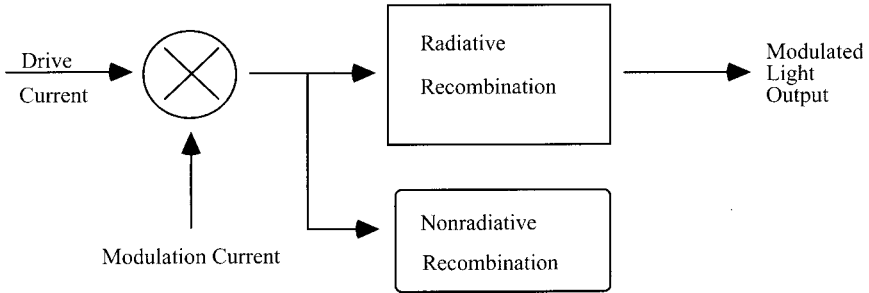 Drive
Current
Modulation Current
Radiative
Recombination
Nonradiative
Recombination
Modulated
Light
Output